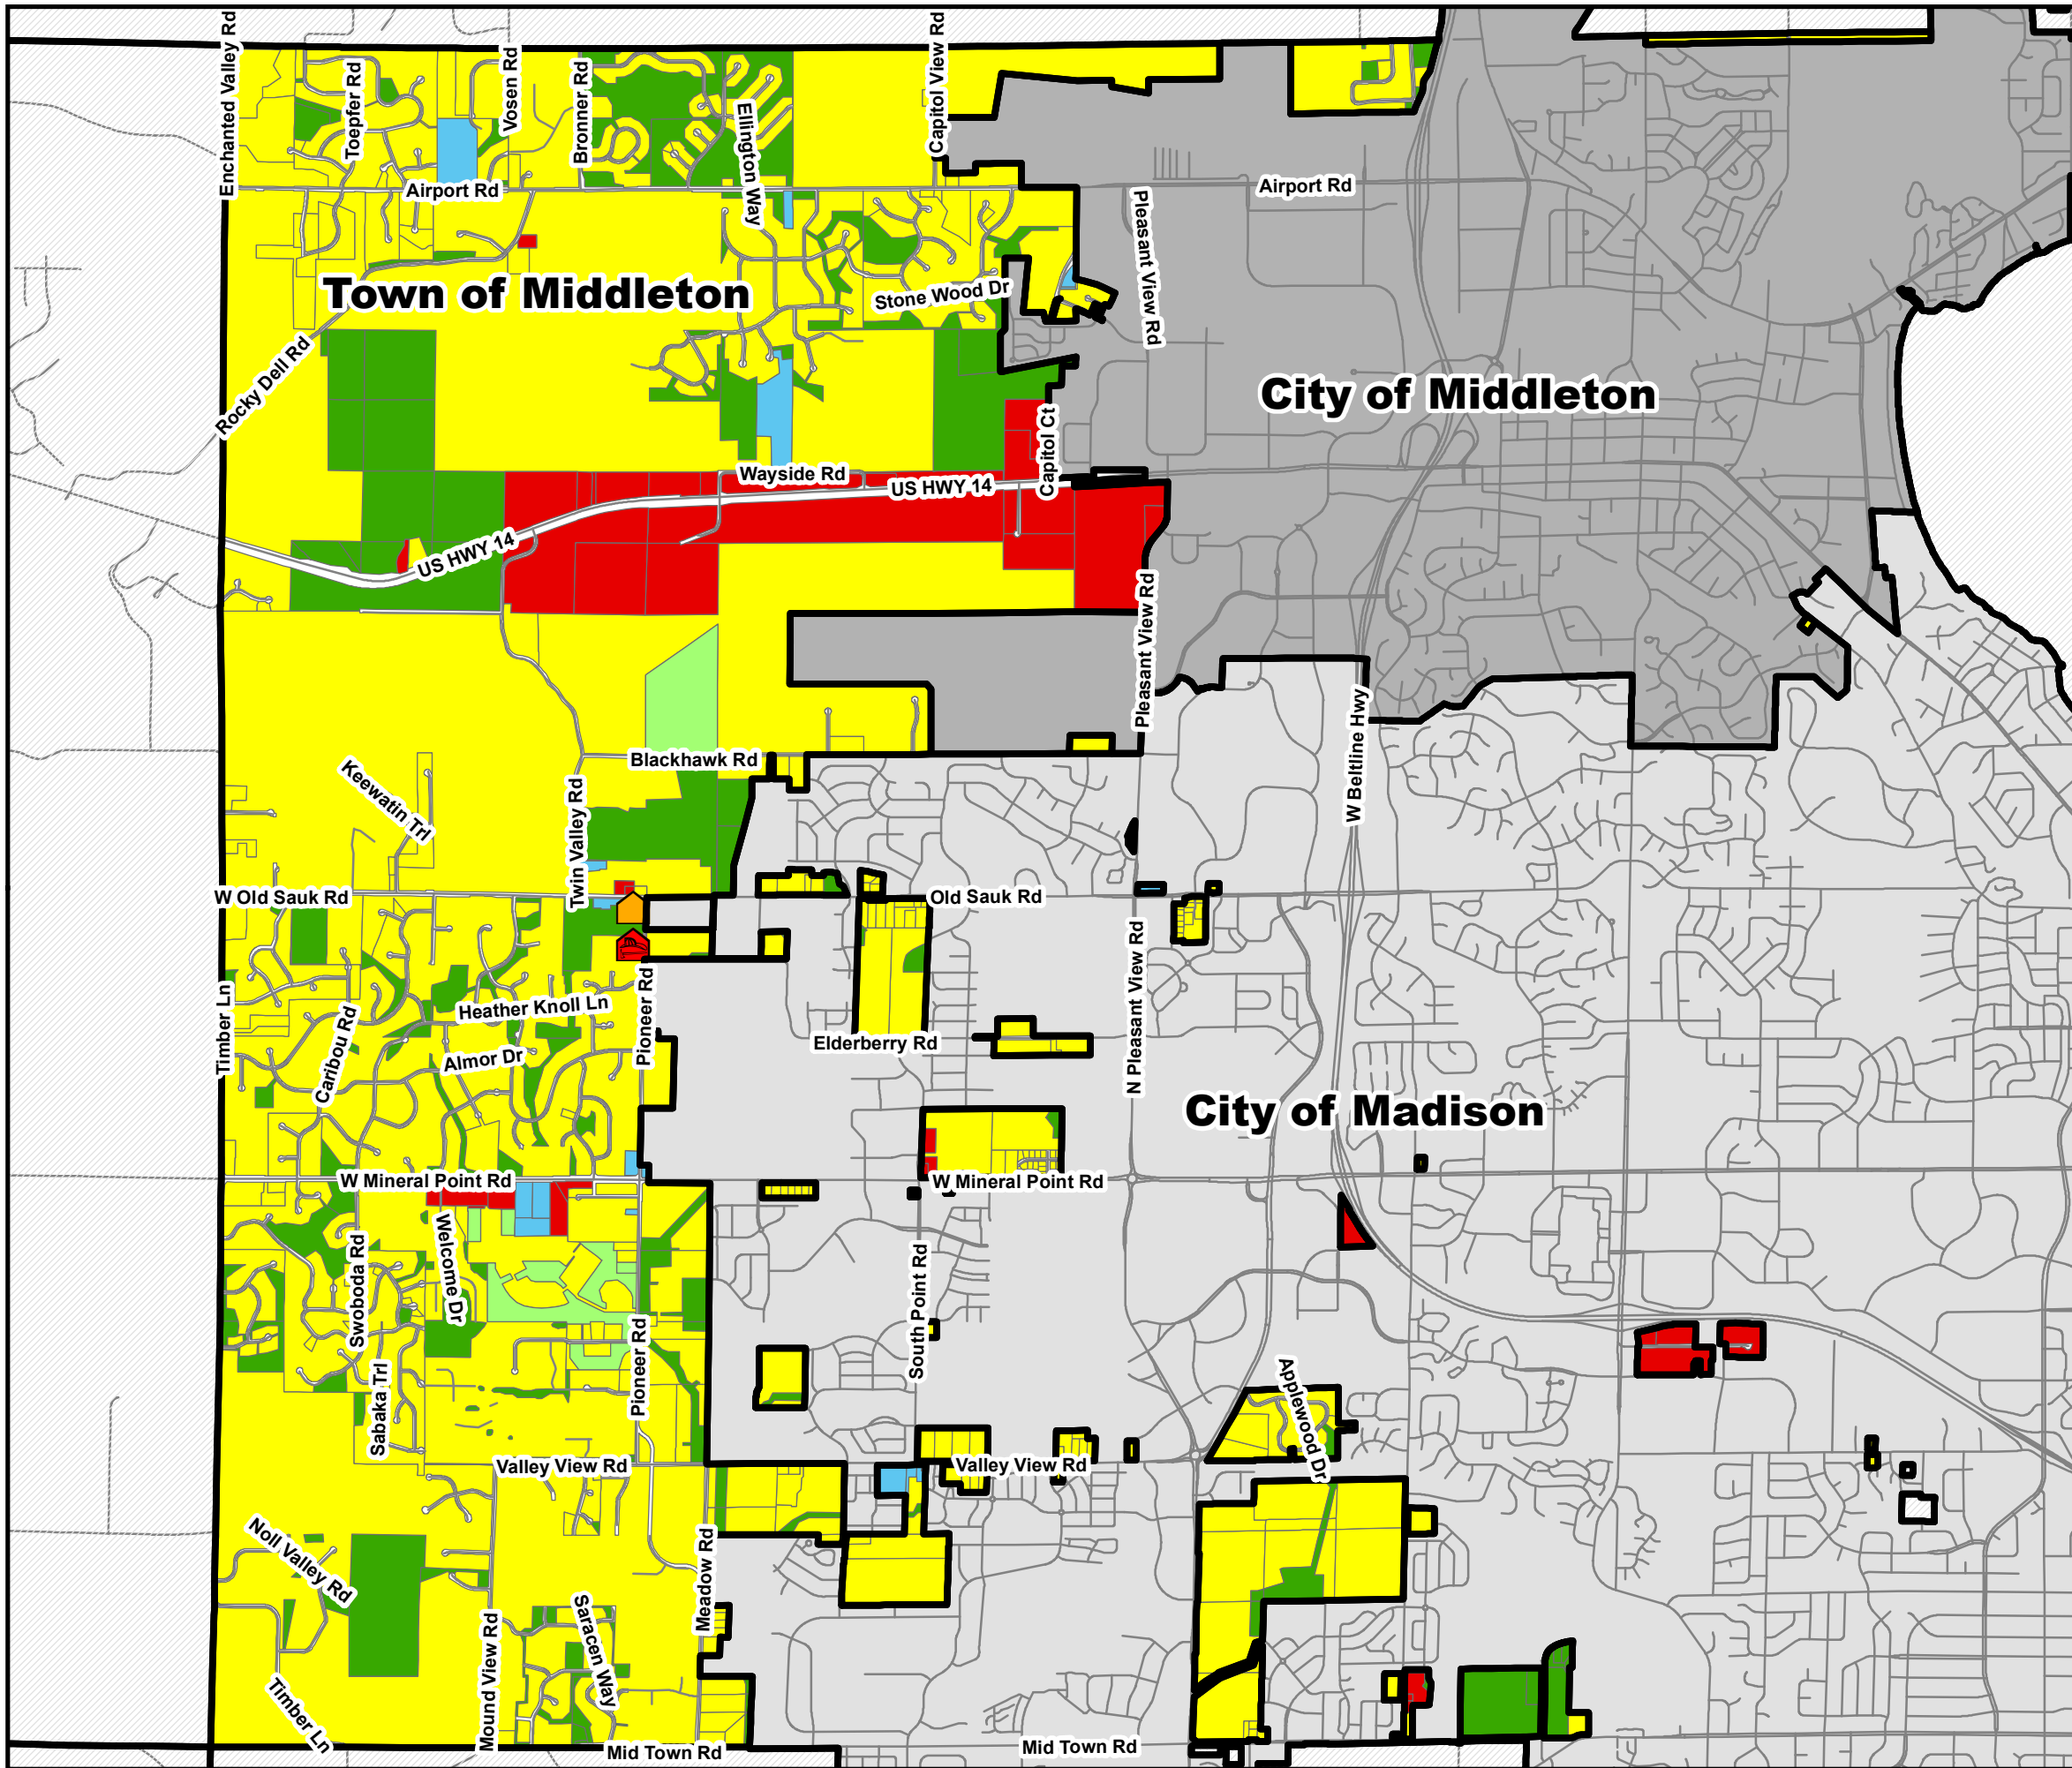 Enchanted Valley Rd
Toepfer Rd
Vosen Rd
Bronner Rd
Ellington Way
Capitol View Rd
Airport Rd
Airport Rd
Pleasant View Rd
Town of Middleton
Stone Wood Dr
Rocky Dell Rd
City of Middleton
Capitol Ct
Wayside Rd
US HWY 14
US HWY 14
Pleasant View Rd
W Beltline Hwy
Blackhawk Rd
Keewatin Trl
Twin Valley Rd
W Old Sauk Rd
Old Sauk Rd
N Pleasant View Rd
Timber Ln
Caribou Rd
Heather Knoll Ln
Almor Dr
Pioneer Rd
Elderberry Rd
City of Madison
W Mineral Point Rd
W Mineral Point Rd
Swoboda Rd
Welcome Dr
South Point Rd
Sabaka Trl
Pioneer Rd
Applewood Dr
Valley View Rd
Valley View Rd
Noll Valley Rd
Meadow Rd
Timber Ln
Mound View Rd
Saracen Way
Mid Town Rd
Mid Town Rd